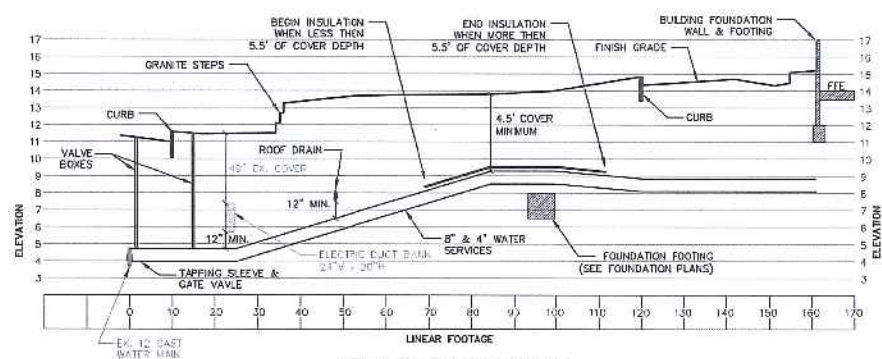 BEGIN INSULATION
WHEN LESS THEN
5.5' OF COVER DEPTH
END INSULATION
WHEN MORE THEN
5.5' OF COVER DEPTH
BUILDING FOUNDATION
WALL & FOOTING
FINISH GRADE
GRANITE STEPS
FFE
CURB
CURB
4.5' COVER
MINIMUM
VALVE
BOXES
ROOF DRAIN
48" EX. COVER
12" MIN.
12" MIN.
8" & 4" WATER
SERVICES
ELECTRIC DUCT BANK
FOUNDATION FOOTING
(SEE FOUNDATION PLANS)
TAPPING SLEEVE &
GATE VAVLE
EX. 12 CAST
WATER MAIN
ELEVATION
17
16
15
14
13
12
11
10
9
8
7
6
5
4
3
ELEVATION
17
16
15
14
13
12
11
10
9
8
7
6
5
4
3
0 10 20 30 40 50 60 70 80 90 100 110 120 130 140 150 160 170
LINEAR FOOTAGE